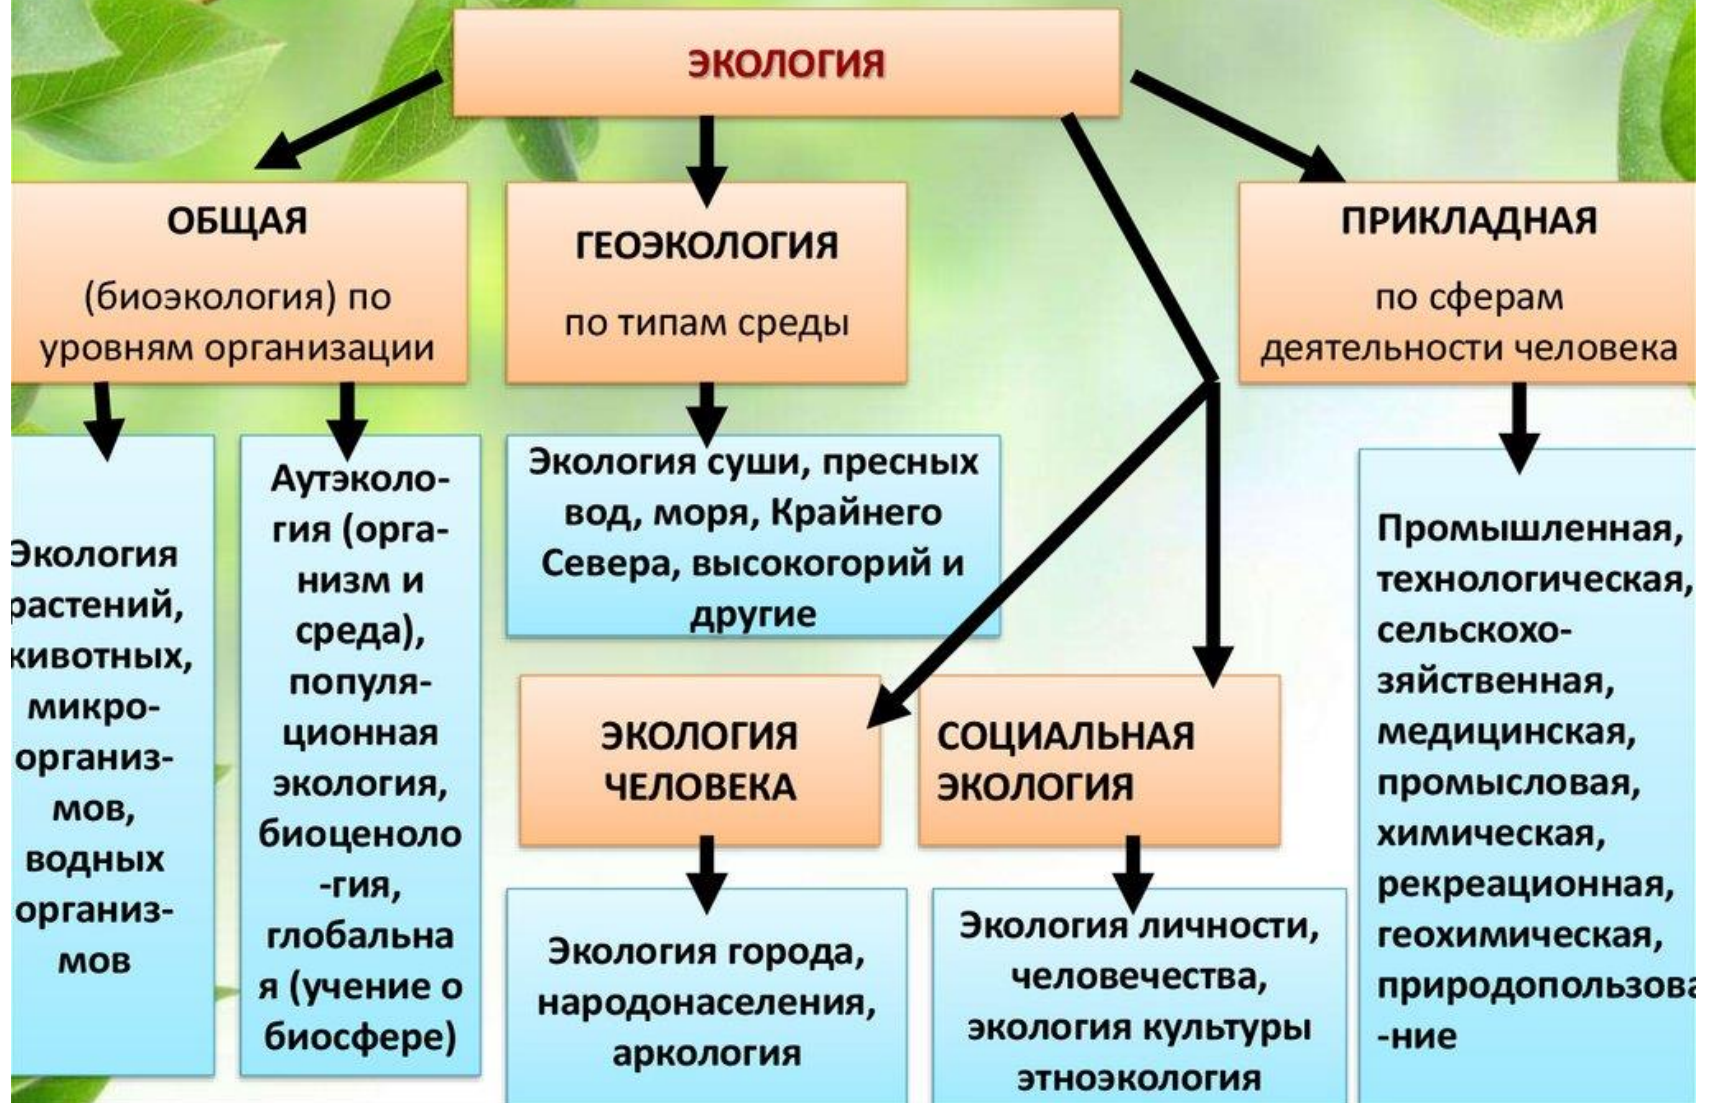 ЭКОЛОГИЯ
ОБЩАЯ
(биоэкология) по
уровням организации
ГЕОЭКОЛОГИЯ
по типам среды
ПРИКЛАДНАЯ
по сферам
деятельности человека
Экология
растений,
животных,
микро-
организ-
мов,
водных
организ-
мов
Аутэколо-
гия (орга-
низм и
среда),
популя-
ционная
экология,
биоценоло
-гия,
глобальна
я (учение о
биосфере)
Экология суши, пресных
вод, моря, Крайнего
Севера, высокогорий и
другие
ЭКОЛОГИЯ
ЧЕЛОВЕКА
СОЦИАЛЬНАЯ
ЭКОЛОГИЯ
Экология города,
народонаселения,
аркология
Экология личности,
человечества,
экология культуры
этноэкология
Промышленная,
технологическая,
сельскохо-
зяйственная,
медицинская,
промысловая,
химическая,
рекреационная,
геохимическая,
природопользова
-ние